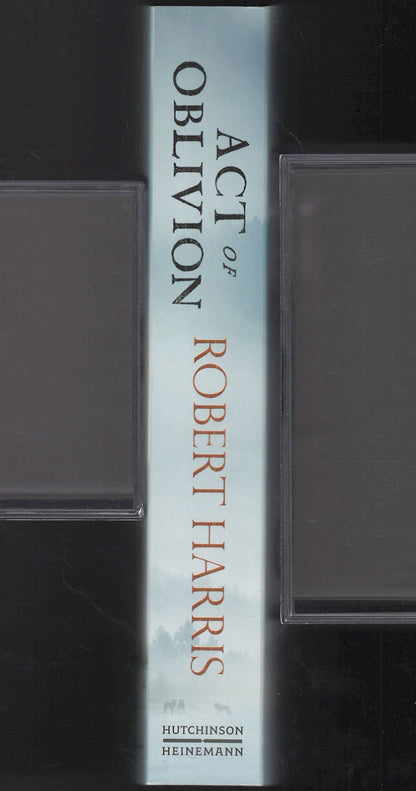 ACT OF
OBLIVION
ROBERT HARRIS
HUTCHINSON
HEINEMANN